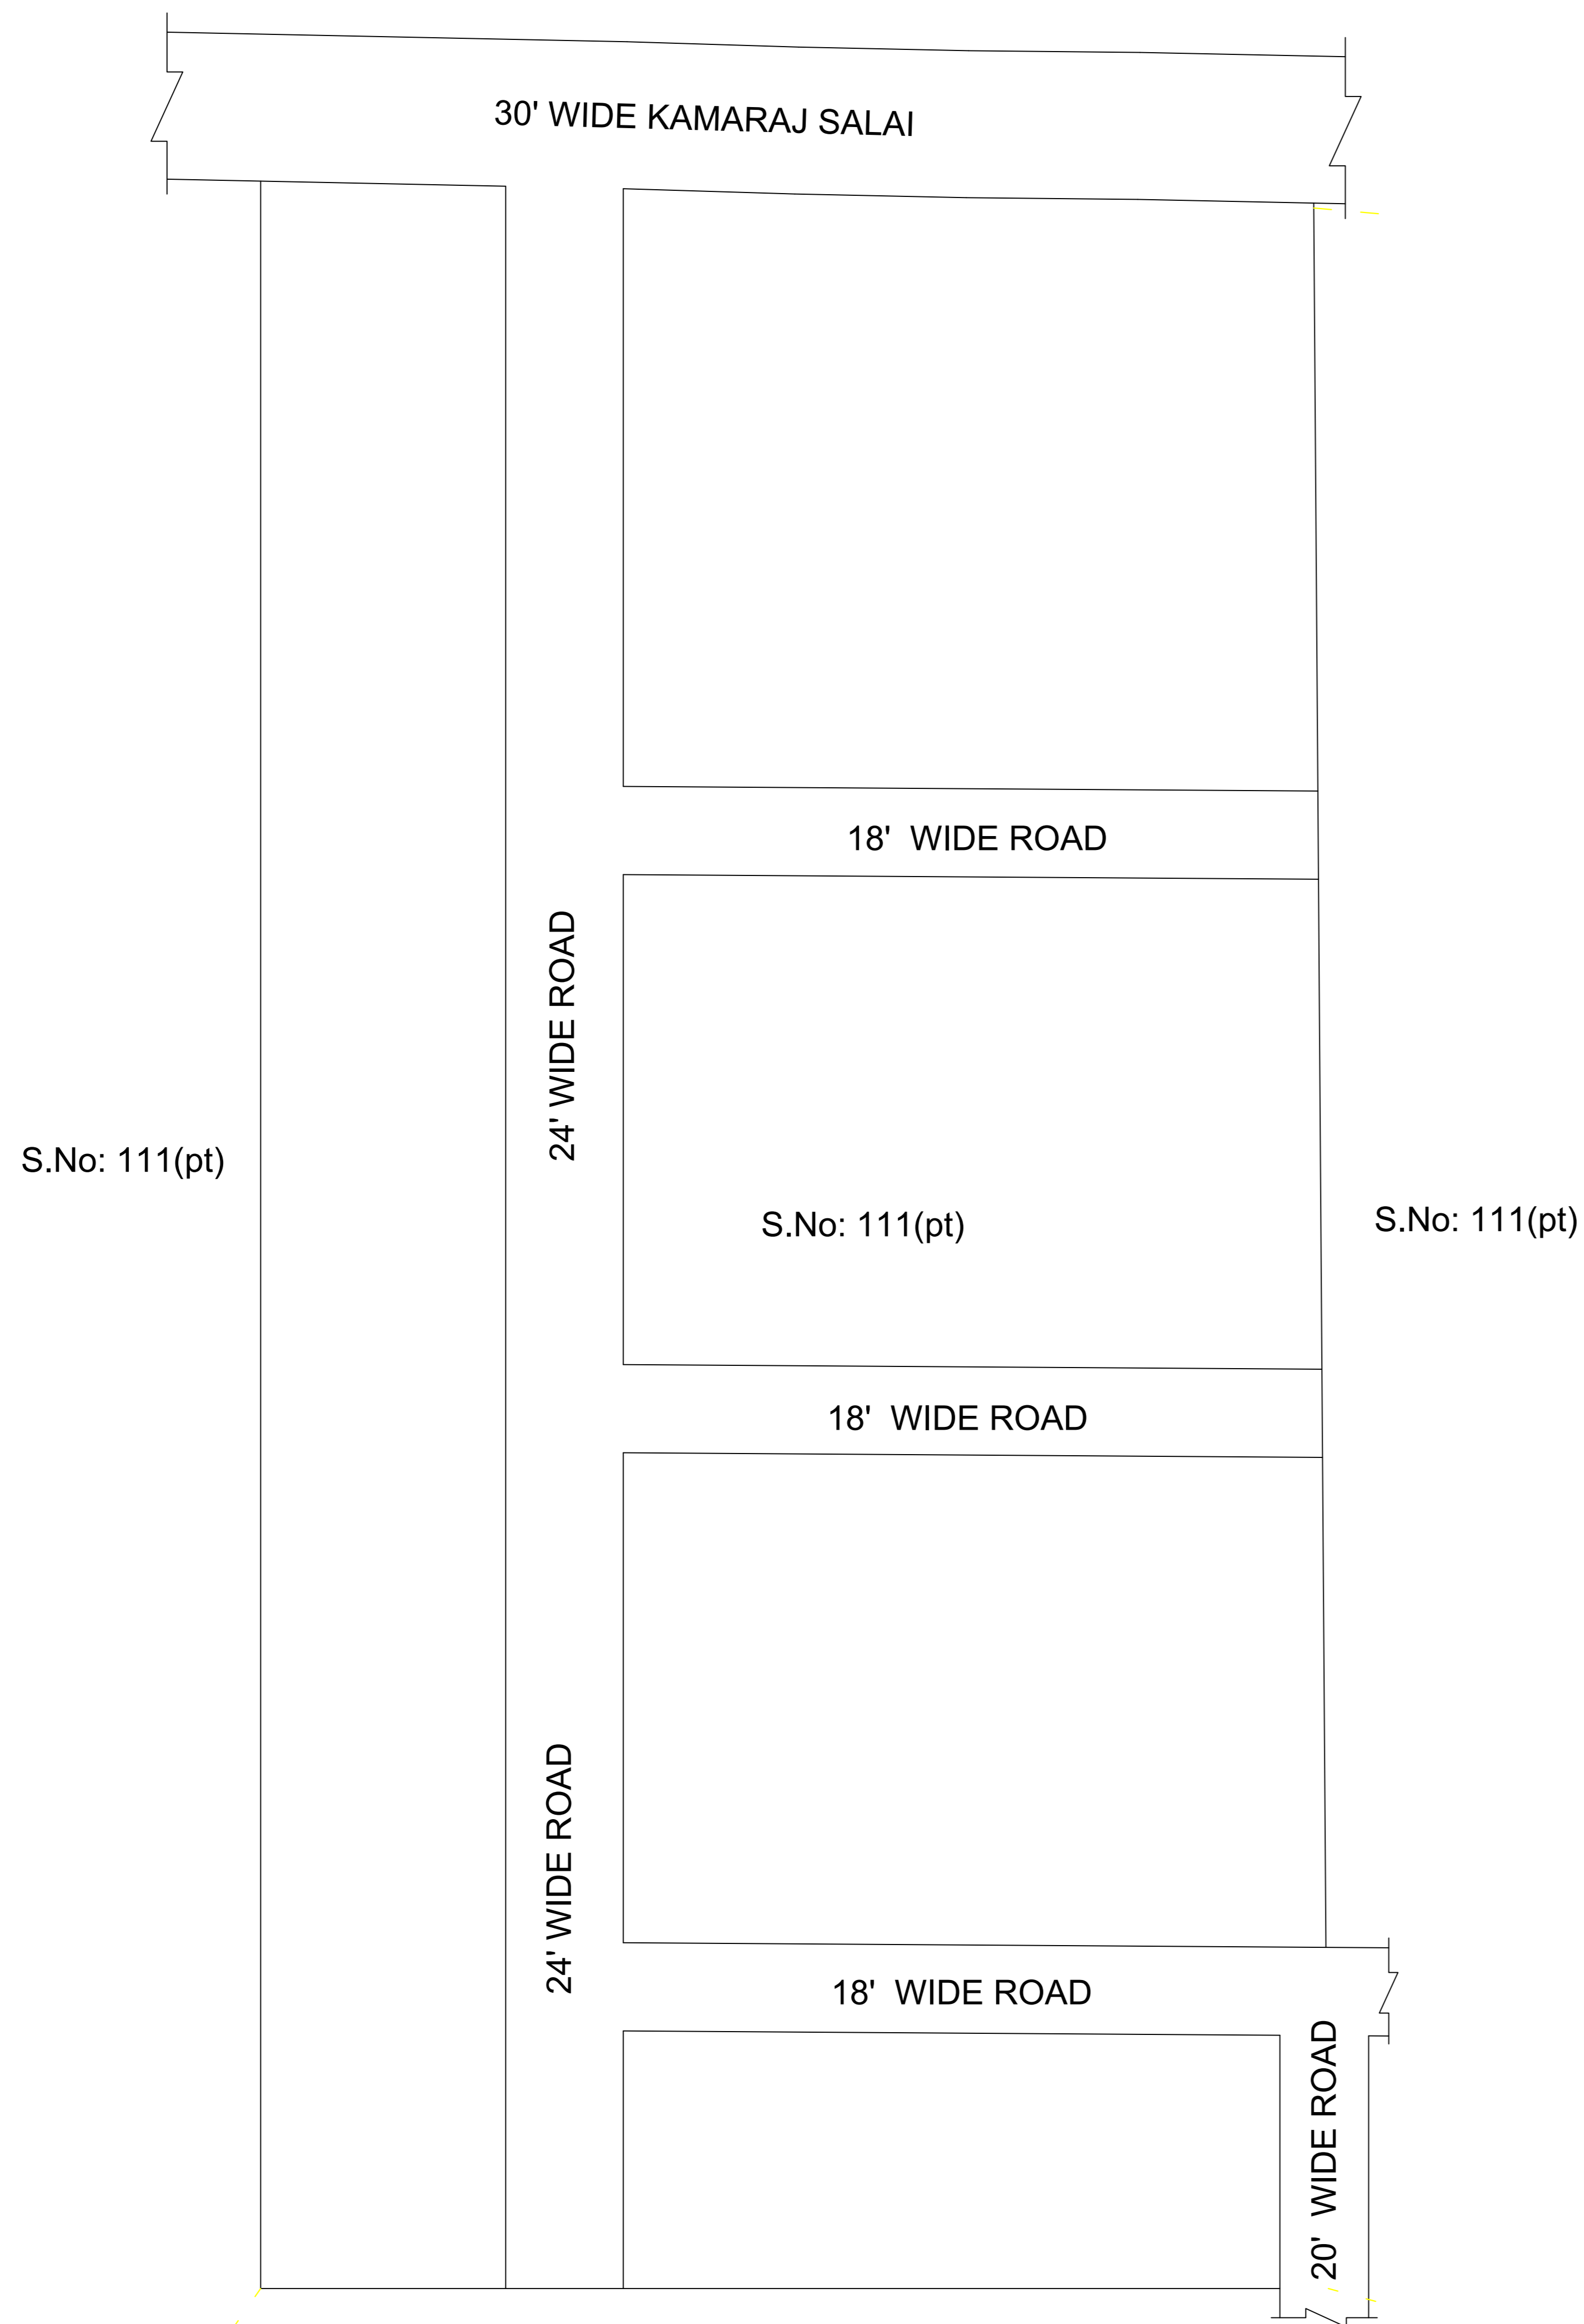 30' WIDE KAMARAJ SALAI
18' WIDE ROAD
24' WIDE ROAD
S.No: 111(pt)
S.No: 111(pt)
S.No: 111(pt)
18' WIDE ROAD
24' WIDE ROAD
18' WIDE ROAD
20' WIDE ROAD